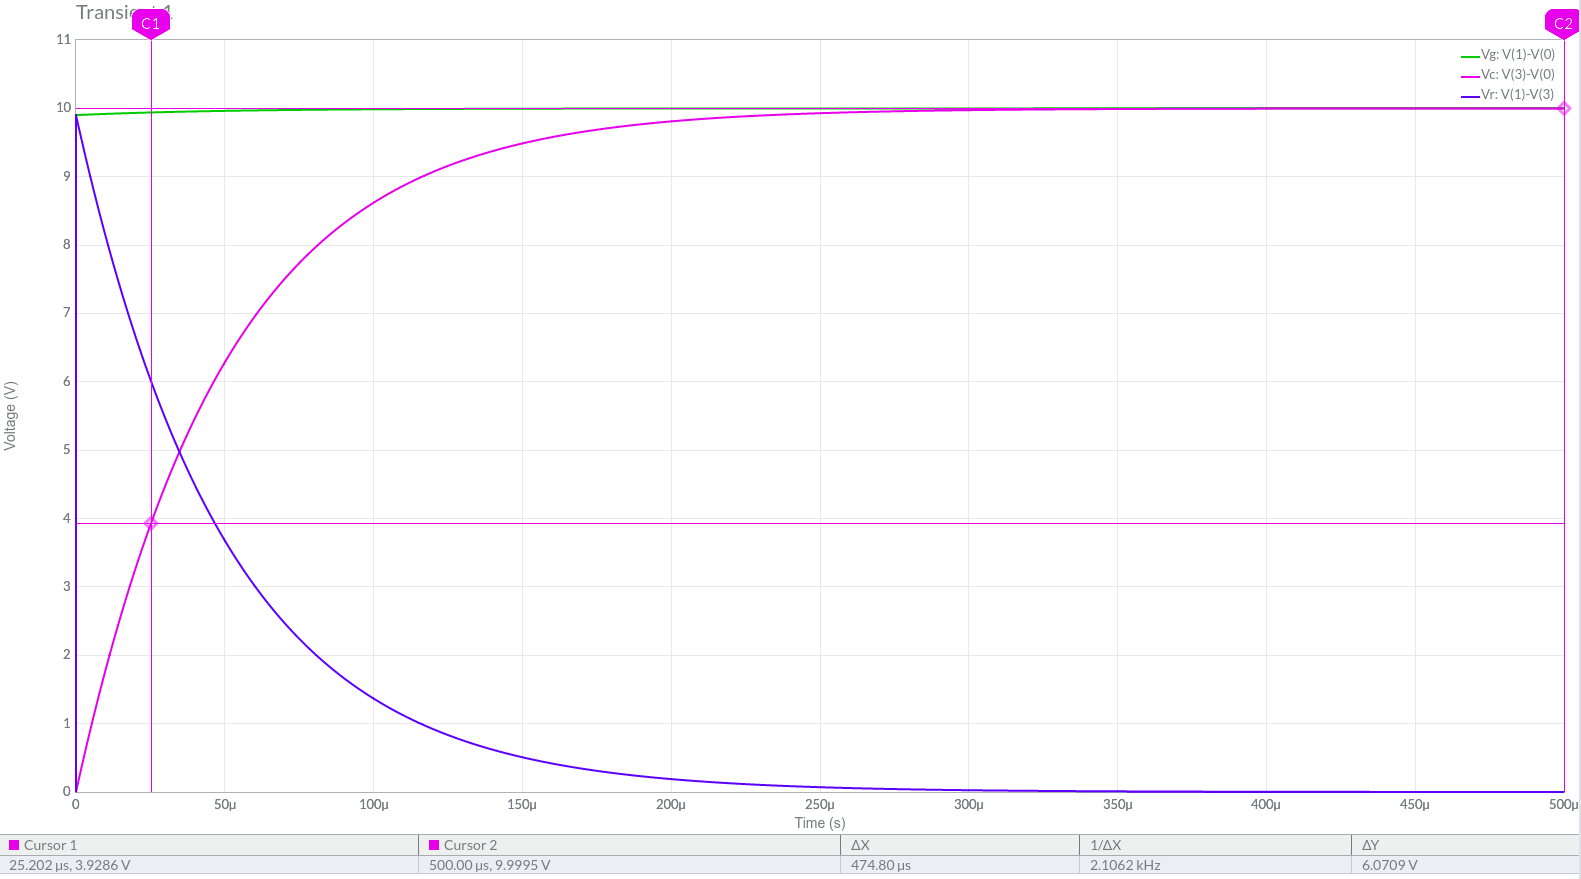 Transient 1
C1
C2
11
Vg: V(1)-V(0)
Vc: V(3)-V(0)
Vr: V(1)-V(3)
10
9
8
7
6
5
4
3
2
1
0
Voltage (V)
0 50µ 100µ 150µ 200µ 250µ 300µ 350µ 400µ 450µ 500µ
Time (s)
Cursor 1 Cursor 2 ΔX 1/ΔX ΔY
25.202 µs, 3.9286 V 500.00 µs, 9.9995 V 474.80 µs 2.1062 kHz 6.0709 V